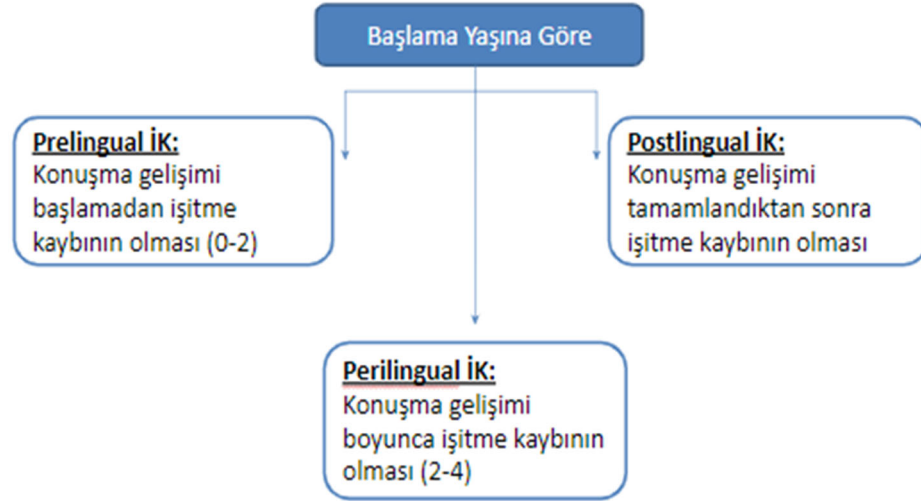 Başlama Yaşına Göre
Prelingual İK:
Konuşma gelişimi
başlamadan işitme
kaybının olması (0-2)
Postlingual İK:
Konuşma gelişimi
tamamlandıktan sonra
işitme kaybının olması
Perilingual İK:
Konuşma gelişimi
boyunca işitme kaybının
olması (2-4)